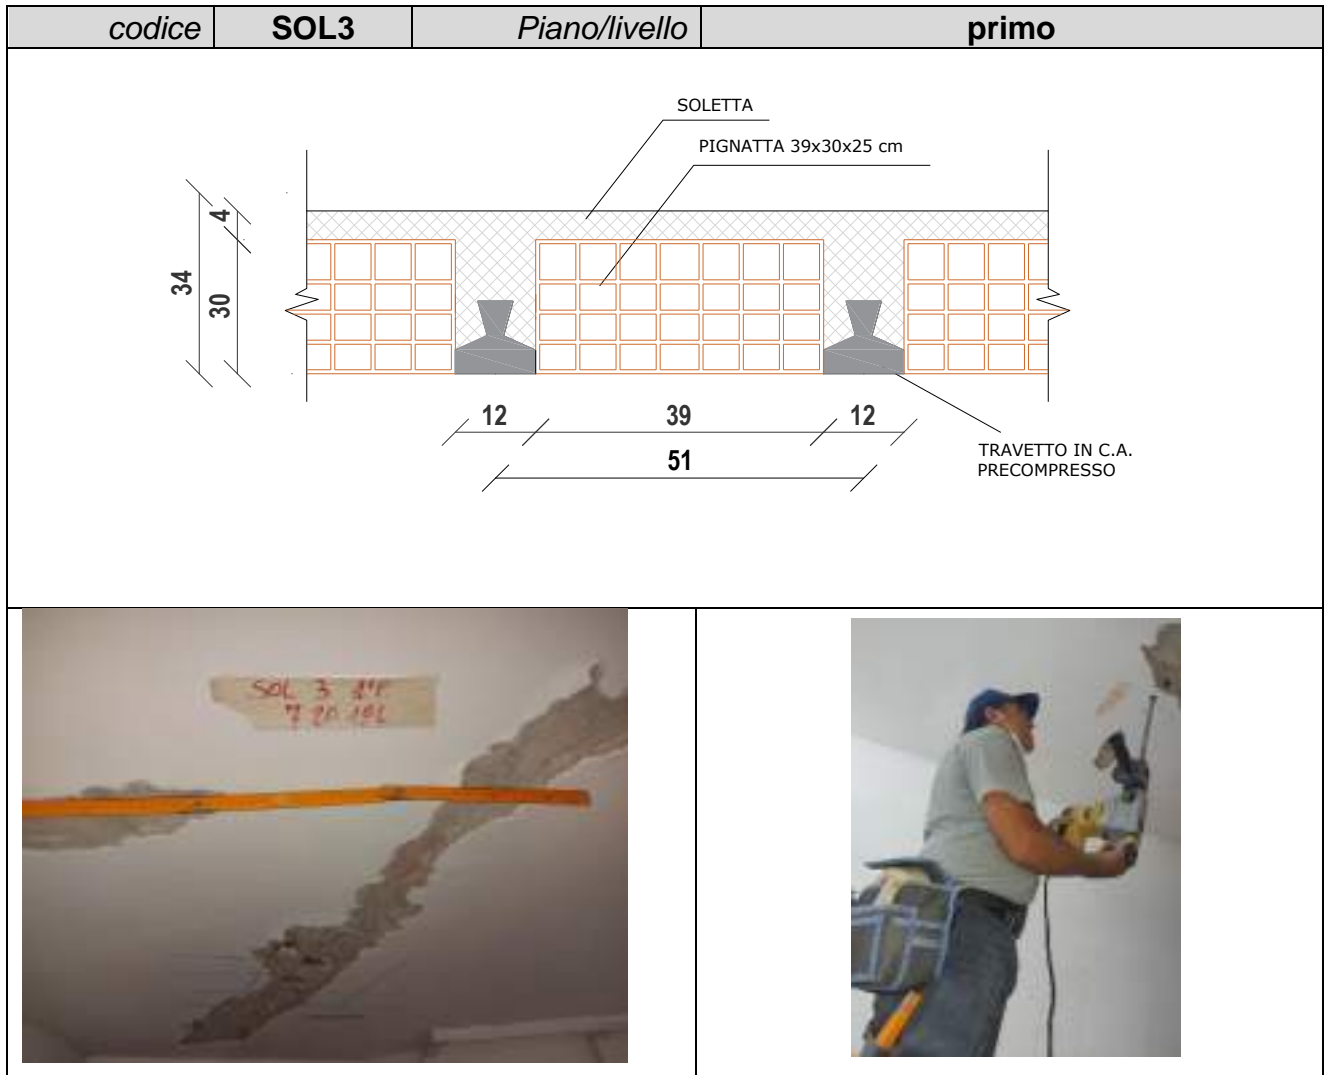 codice SOL3 Piano/livello primo
SOLETTA
PIGNATTA 39x30x25 cm
4
34
30
12 39 12
51
TRAVETTO IN C.A.
PRECOMPRESSO
SOL 3